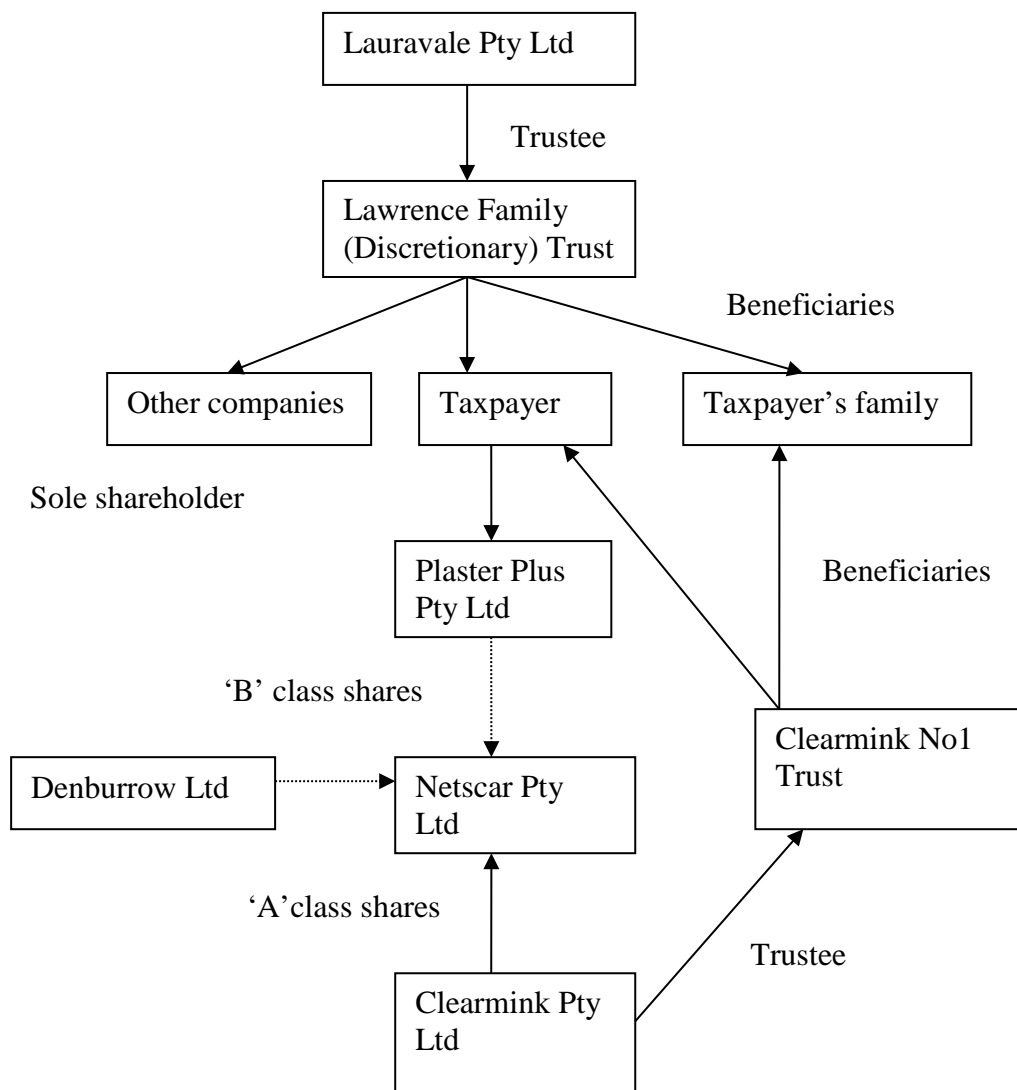 Lauravale Pty Ltd
Trustee
Lawrence Family
(Discretionary) Trust
Beneficiaries
Other companies
Taxpayer
Taxpayer’s family
Sole shareholder
Plaster Plus
Pty Ltd
Beneficiaries
‘B’ class shares
Clearmink No1
Trust
Denburrow Ltd
Netscar Pty
Ltd
‘A’class shares
Trustee
Clearmink Pty
Ltd